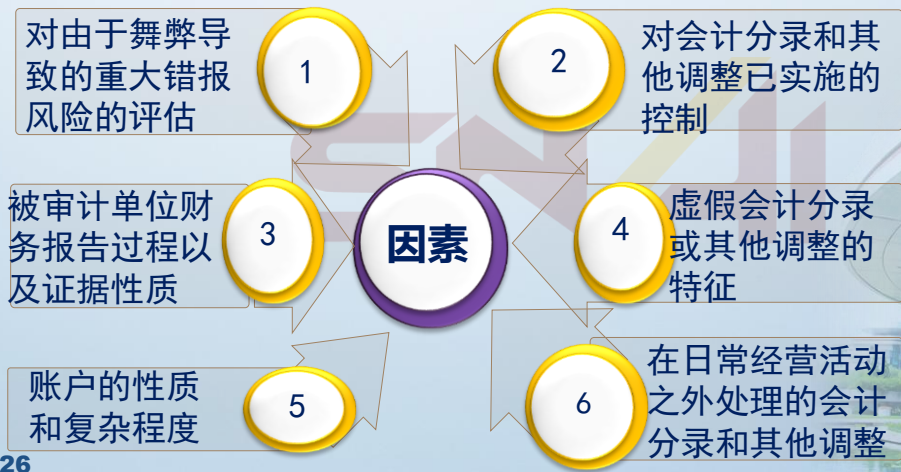 对由于舞弊导
致的重大错报
风险的评估
1
2
对会计分录和其
他调整已实施的
控制
被审计单位财
务报告过程以
及证据性质
3
因素
4
虚假会计分录
或其他调整的
特征
账户的性质
和复杂程度
5
6
在日常经营活动
之外处理的会计
分录和其他调整
26
SNAI